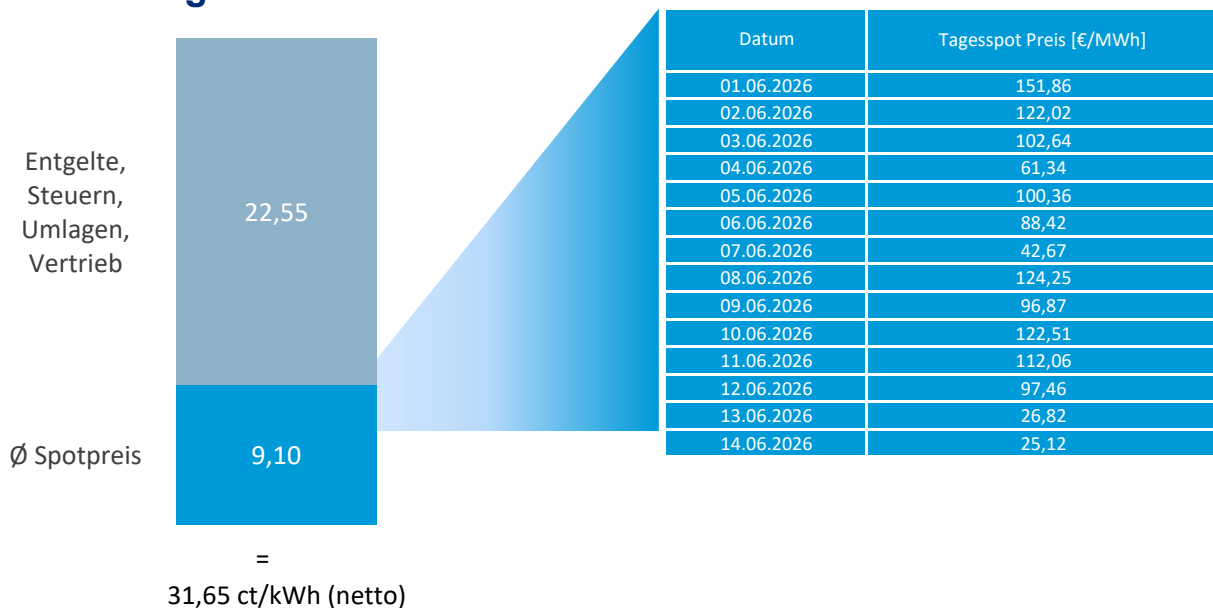 Entgelte,
Steuern,
Umlagen,
Vertrieb
22,55
Ø Spotpreis
9,10
=
31,65 ct/kWh (netto)
Datum Tagesspot Preis [€/MWh]
01.06.2026 151,86
02.06.2026 122,02
03.06.2026 102,64
04.06.2026 61,34
05.06.2026 100,36
06.06.2026 88,42
07.06.2026 42,67
08.06.2026 124,25
09.06.2026 96,87
10.06.2026 122,51
11.06.2026 112,06
12.06.2026 97,46
13.06.2026 26,82
14.06.2026 25,12